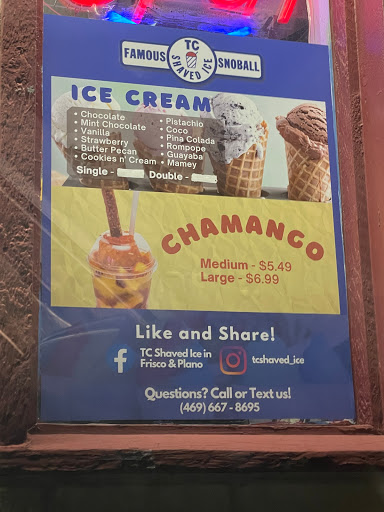 FAMOUS TC SHAVED ICE SNOBALL
ICE CREAM
• Chocolate
• Mint Chocolate
• Vanilla
• Strawberry
• Butter Pecan
• Cookies n' Cream
• Pistachio
• Coco
• Pina Colada
• Rompope
• Guayaba
• Mamey
Single - Double -
CHAMANGO
Medium - $5.49
Large - $6.99
Like and Share!
TC Shaved Ice in
Frisco & Plano
tcshaved_ice
Questions? Call or Text us!
(469) 667 - 8695